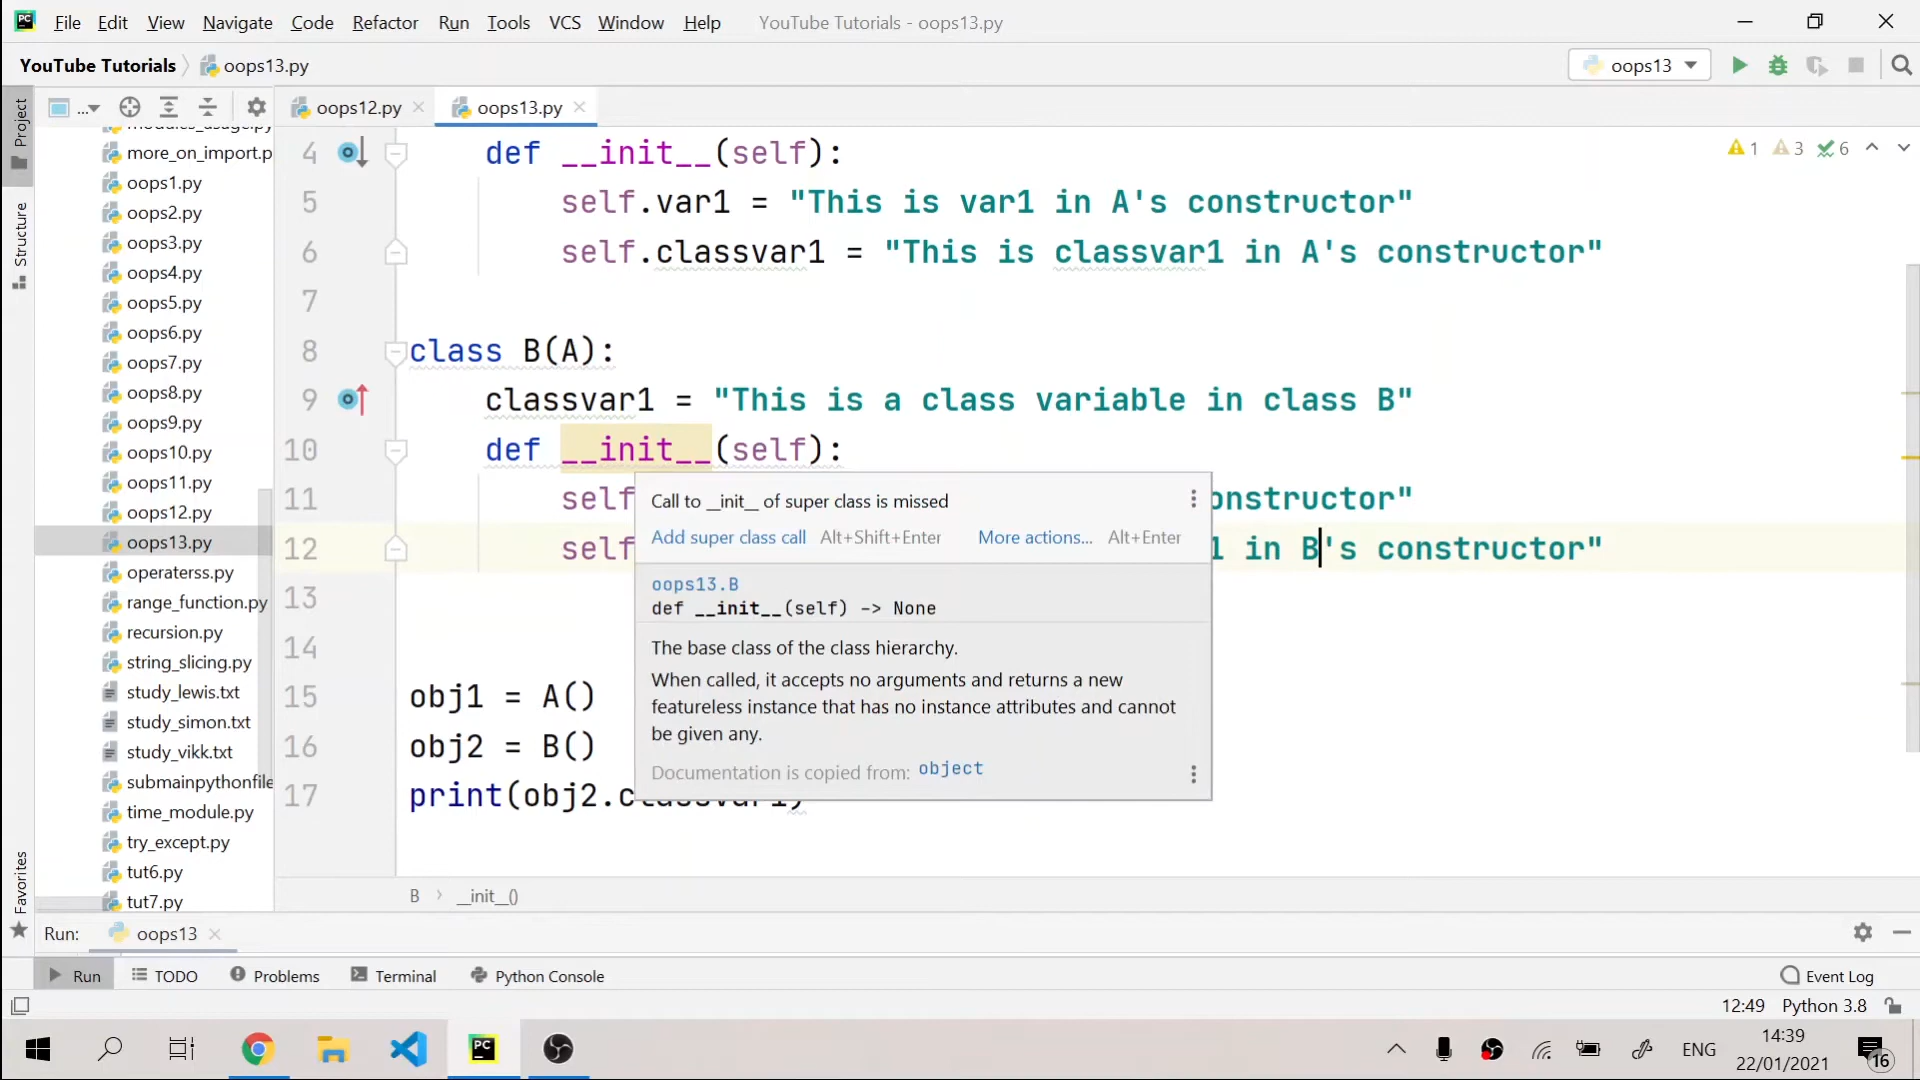 PC File Edit View Navigate Code Refactor Run Tools VCS Window Help YouTube Tutorials - oops13.py
YouTube Tutorials oops13.py oops13
Project ... oops12.py oops13.py
modules_usage.py
more_on_import.p
oops1.py
oops2.py
oops3.py
oops4.py
oops5.py
oops6.py
oops7.py
oops8.py
oops9.py
oops10.py
oops11.py
oops12.py
oops13.py
operaterss.py
range_function.py
recursion.py
string_slicing.py
study_lewis.txt
study_simon.txt
study_vikk.txt
submainpythonfile
time_module.py
try_except.py
tut6.py
tut7.py
Structure
Favorites
1 3 6
4 def __init__(self):
5 self.var1 = "This is var1 in A's constructor"
6 self.classvar1 = "This is classvar1 in A's constructor"
7
8 class B(A):
9 classvar1 = "This is a class variable in class B"
10 def __init__(self):
11 self onstructor"
12 self 1 in B's constructor"
13
14
15 obj1 = A()
16 obj2 = B()
17 print(obj2.classvar1)
Call to __init__ of super class is missed
Add super class call Alt+Shift+Enter More actions... Alt+Enter
oops13.B
def __init__(self) -> None
The base class of the class hierarchy.
When called, it accepts no arguments and returns a new
featureless instance that has no instance attributes and cannot
be given any.
Documentation is copied from: object
B __init__()
Run: oops13
Run TODO Problems Terminal Python Console Event Log
12:49 Python 3.8
PC ENG 14:39
22/01/2021 16